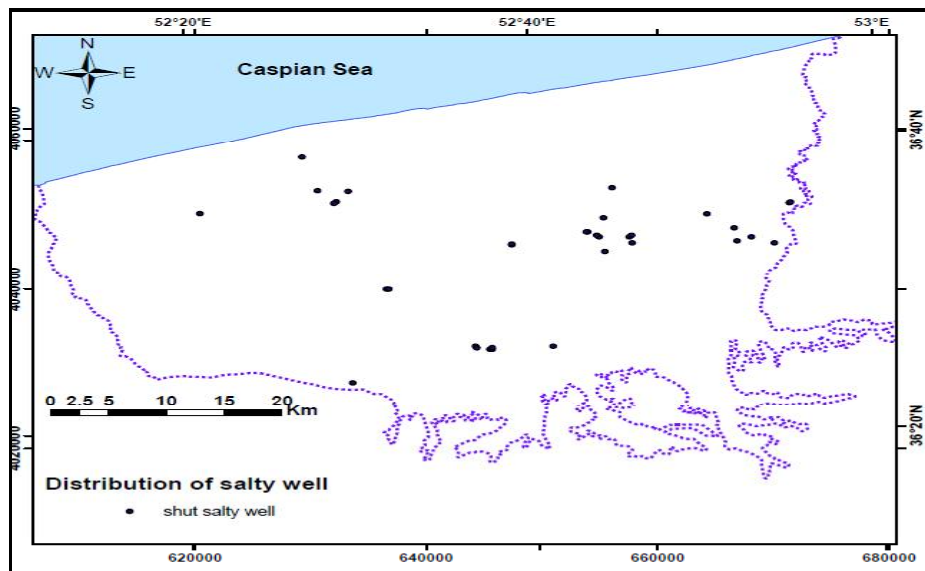 52°20'E 52°40'E 53°E
N
W E
S
Caspian Sea
4060000
36°40'N
4040000
0 2.5 5 10 15 20 Km
4020000
36°20'N
Distribution of salty well
shut salty well
620000 640000 660000 680000